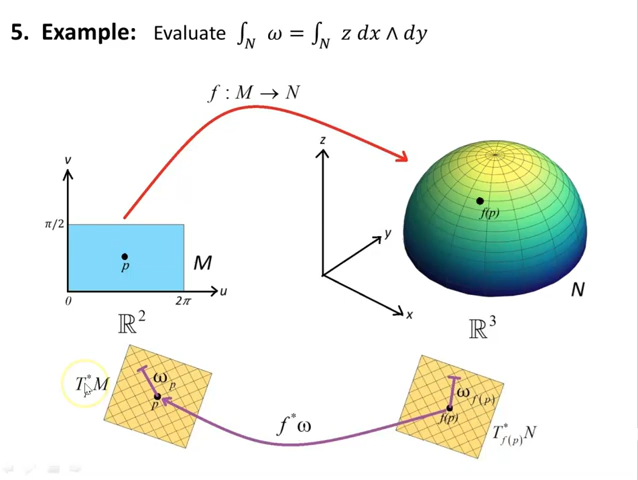 5. Example: Evaluate ∫_N ω = ∫_N z dx ∧ dy
f : M → N
v
π/2
p
M
0
2π
u
ℝ²
z
y
x
f(p)
N
ℝ³
T*_p M
ω_p
p
f*ω
ω_f(p)
f(p)
T*_f(p) N